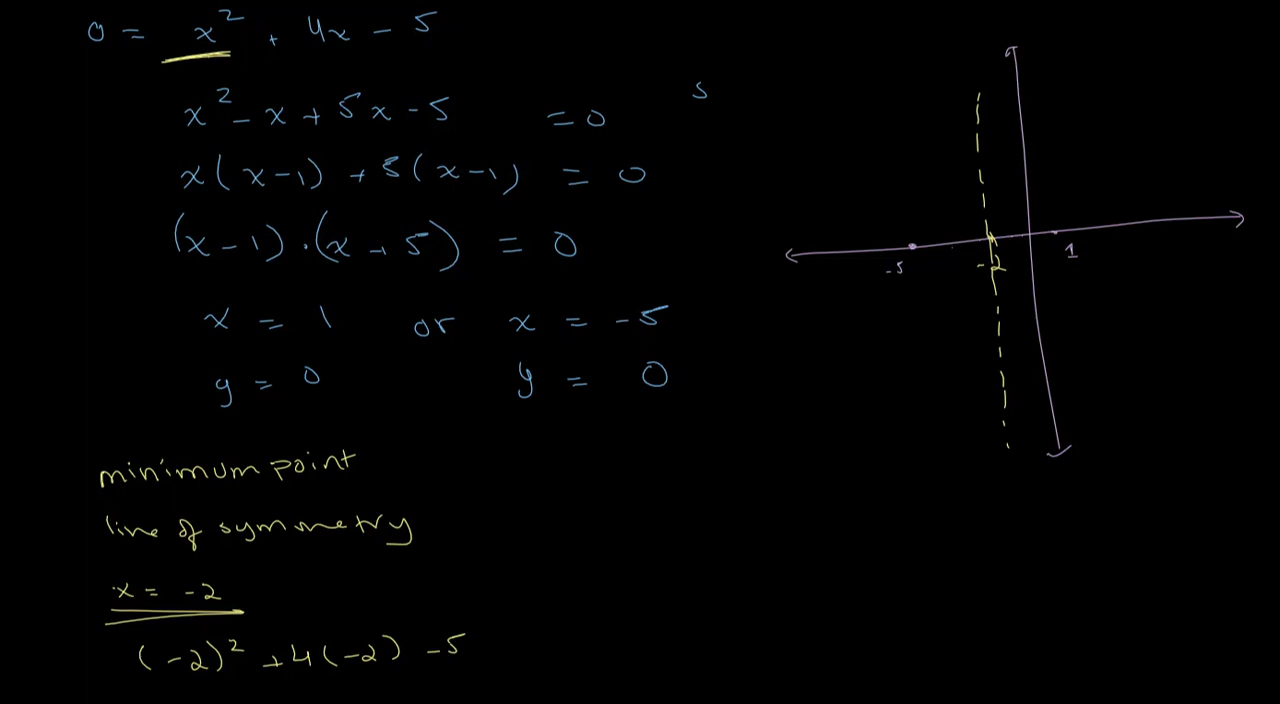 0 = x² + 4x - 5
x² - x + 5x - 5 = 0
s
x(x-1) + 5(x-1) = 0
(x-1).(x+5) = 0
x = 1 or x = -5
y = 0 y = 0
minimum point
line of symmetry
x = -2
(-2)² +4(-2) -5
-5 -2 1